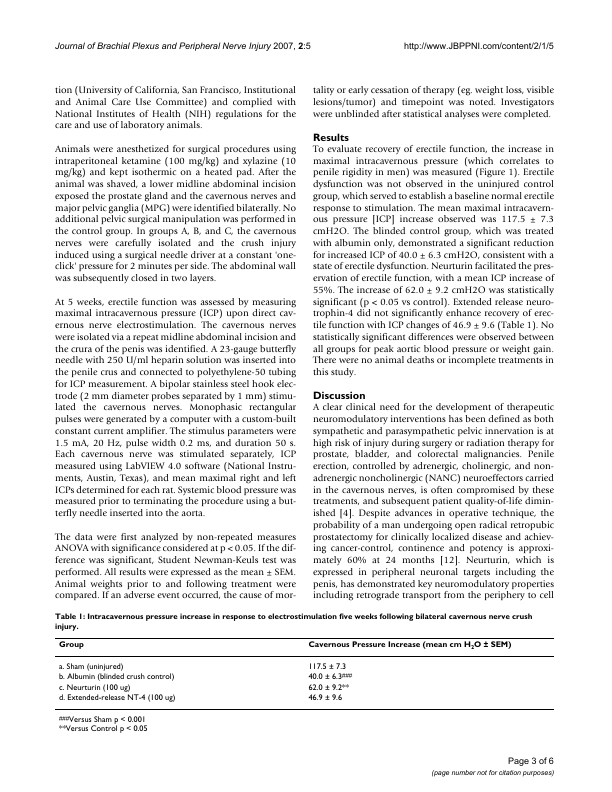 Journal of Brachial Plexus and Peripheral Nerve Injury 2007, 2:5
http://www.JBPPNI.com/content/2/1/5
tion (University of California, San Francisco, Institutional
and Animal Care Use Committee) and complied with
National Institutes of Health (NIH) regulations for the
care and use of laboratory animals.
Animals were anesthetized for surgical procedures using
intraperitoneal ketamine (100 mg/kg) and xylazine (10
mg/kg) and kept isothermic on a heated pad. After the
animal was shaved, a lower midline abdominal incision
exposed the prostate gland and the cavernous nerves and
major pelvic ganglia (MPG) were identified bilaterally. No
additional pelvic surgical manipulation was performed in
the control group. In groups A, B, and C, the cavernous
nerves were carefully isolated and the crush injury
induced using a surgical needle driver at a constant 'one-
click' pressure for 2 minutes per side. The abdominal wall
was subsequently closed in two layers.
At 5 weeks, erectile function was assessed by measuring
maximal intracavernous pressure (ICP) upon direct cav-
ernous nerve electrostimulation. The cavernous nerves
were isolated via a repeat midline abdominal incision and
the crura of the penis was identified. A 23-gauge butterfly
needle with 250 U/ml heparin solution was inserted into
the penile crus and connected to polyethylene-50 tubing
for ICP measurement. A bipolar stainless steel hook elec-
trode (2 mm diameter probes separated by 1 mm) stimu-
lated the cavernous nerves. Monophasic rectangular
pulses were generated by a computer with a custom-built
constant current amplifier. The stimulus parameters were
1.5 mA, 20 Hz, pulse width 0.2 ms, and duration 50 s.
Each cavernous nerve was stimulated separately, ICP
measured using LabVIEW 4.0 software (National Instru-
ments, Austin, Texas), and mean maximal right and left
ICPs determined for each rat. Systemic blood pressure was
measured prior to terminating the procedure using a but-
terfly needle inserted into the aorta.
The data were first analyzed by non-repeated measures
ANOVA with significance considered at p < 0.05. If the dif-
ference was significant, Student Newman-Keuls test was
performed. All results were expressed as the mean ± SEM.
Animal weights prior to and following treatment were
compared. If an adverse event occurred, the cause of mor-
tality or early cessation of therapy (eg. weight loss, visible
lesions/tumor) and timepoint was noted. Investigators
were unblinded after statistical analyses were completed.
Results
To evaluate recovery of erectile function, the increase in
maximal intracavernous pressure (which correlates to
penile rigidity in men) was measured (Figure 1). Erectile
dysfunction was not observed in the uninjured control
group, which served to establish a baseline normal erectile
response to stimulation. The mean maximal intracavern-
ous pressure [ICP] increase observed was 117.5 ± 7.3
cmH2O. The blinded control group, which was treated
with albumin only, demonstrated a significant reduction
for increased ICP of 40.0 ± 6.3 cmH2O, consistent with a
state of erectile dysfunction. Neurturin facilitated the pres-
ervation of erectile function, with a mean ICP increase of
55%. The increase of 62.0 ± 9.2 cmH2O was statistically
significant (p < 0.05 vs control). Extended release neuro-
trophin-4 did not significantly enhance recovery of erec-
tile function with ICP changes of 46.9 ± 9.6 (Table 1). No
statistically significant differences were observed between
all groups for peak aortic blood pressure or weight gain.
There were no animal deaths or incomplete treatments in
this study.
Discussion
A clear clinical need for the development of therapeutic
neuromodulatory interventions has been defined as both
sympathetic and parasympathetic pelvic innervation is at
high risk of injury during surgery or radiation therapy for
prostate, bladder, and colorectal malignancies. Penile
erection, controlled by adrenergic, cholinergic, and non-
adrenergic noncholinergic (NANC) neuroeffectors carried
in the cavernous nerves, is often compromised by these
treatments, and subsequent patient quality-of-life dimin-
ished [4]. Despite advances in operative technique, the
probability of a man undergoing open radical retropubic
prostatectomy for clinically localized disease and achiev-
ing cancer-control, continence and potency is approxi-
mately 60% at 24 months [12]. Neurturin, which is
expressed in peripheral neuronal targets including the
penis, has demonstrated key neuromodulatory properties
including retrograde transport from the periphery to cell
Table 1: Intracavernous pressure increase in response to electrostimulation five weeks following bilateral cavernous nerve crush
injury.
Group Cavernous Pressure Increase (mean cm H₂O ± SEM)
a. Sham (uninjured) 117.5 ± 7.3
b. Albumin (blinded crush control) 40.0 ± 6.3###
c. Neurturin (100 ug) 62.0 ± 9.2**
d. Extended-release NT-4 (100 ug) 46.9 ± 9.6
###Versus Sham p < 0.001
**Versus Control p < 0.05
Page 3 of 6
(page number not for citation purposes)